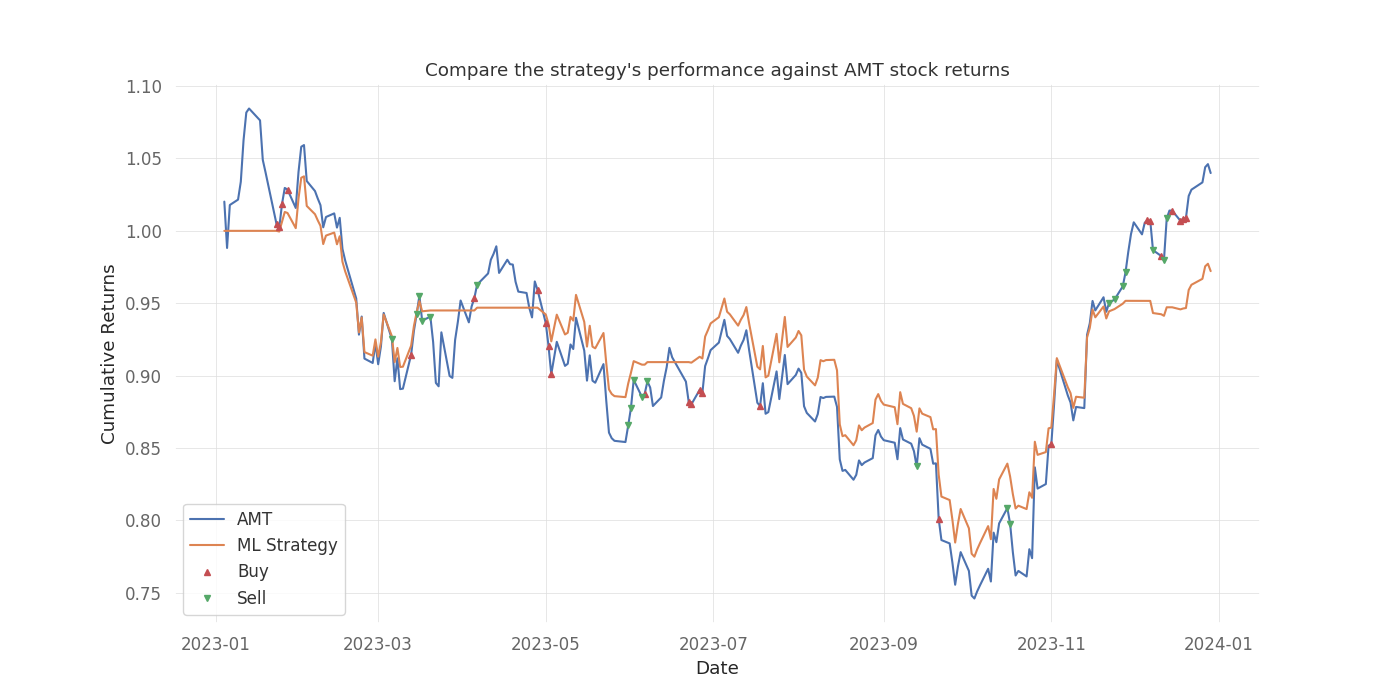 Compare the strategy's performance against AMT stock returns
1.10
1.05
1.00
0.95
0.90
0.85
0.80
0.75
Cumulative Returns
AMT
ML Strategy
Buy
Sell
2023-01
2023-03
2023-05
2023-07
2023-09
2023-11
2024-01
Date